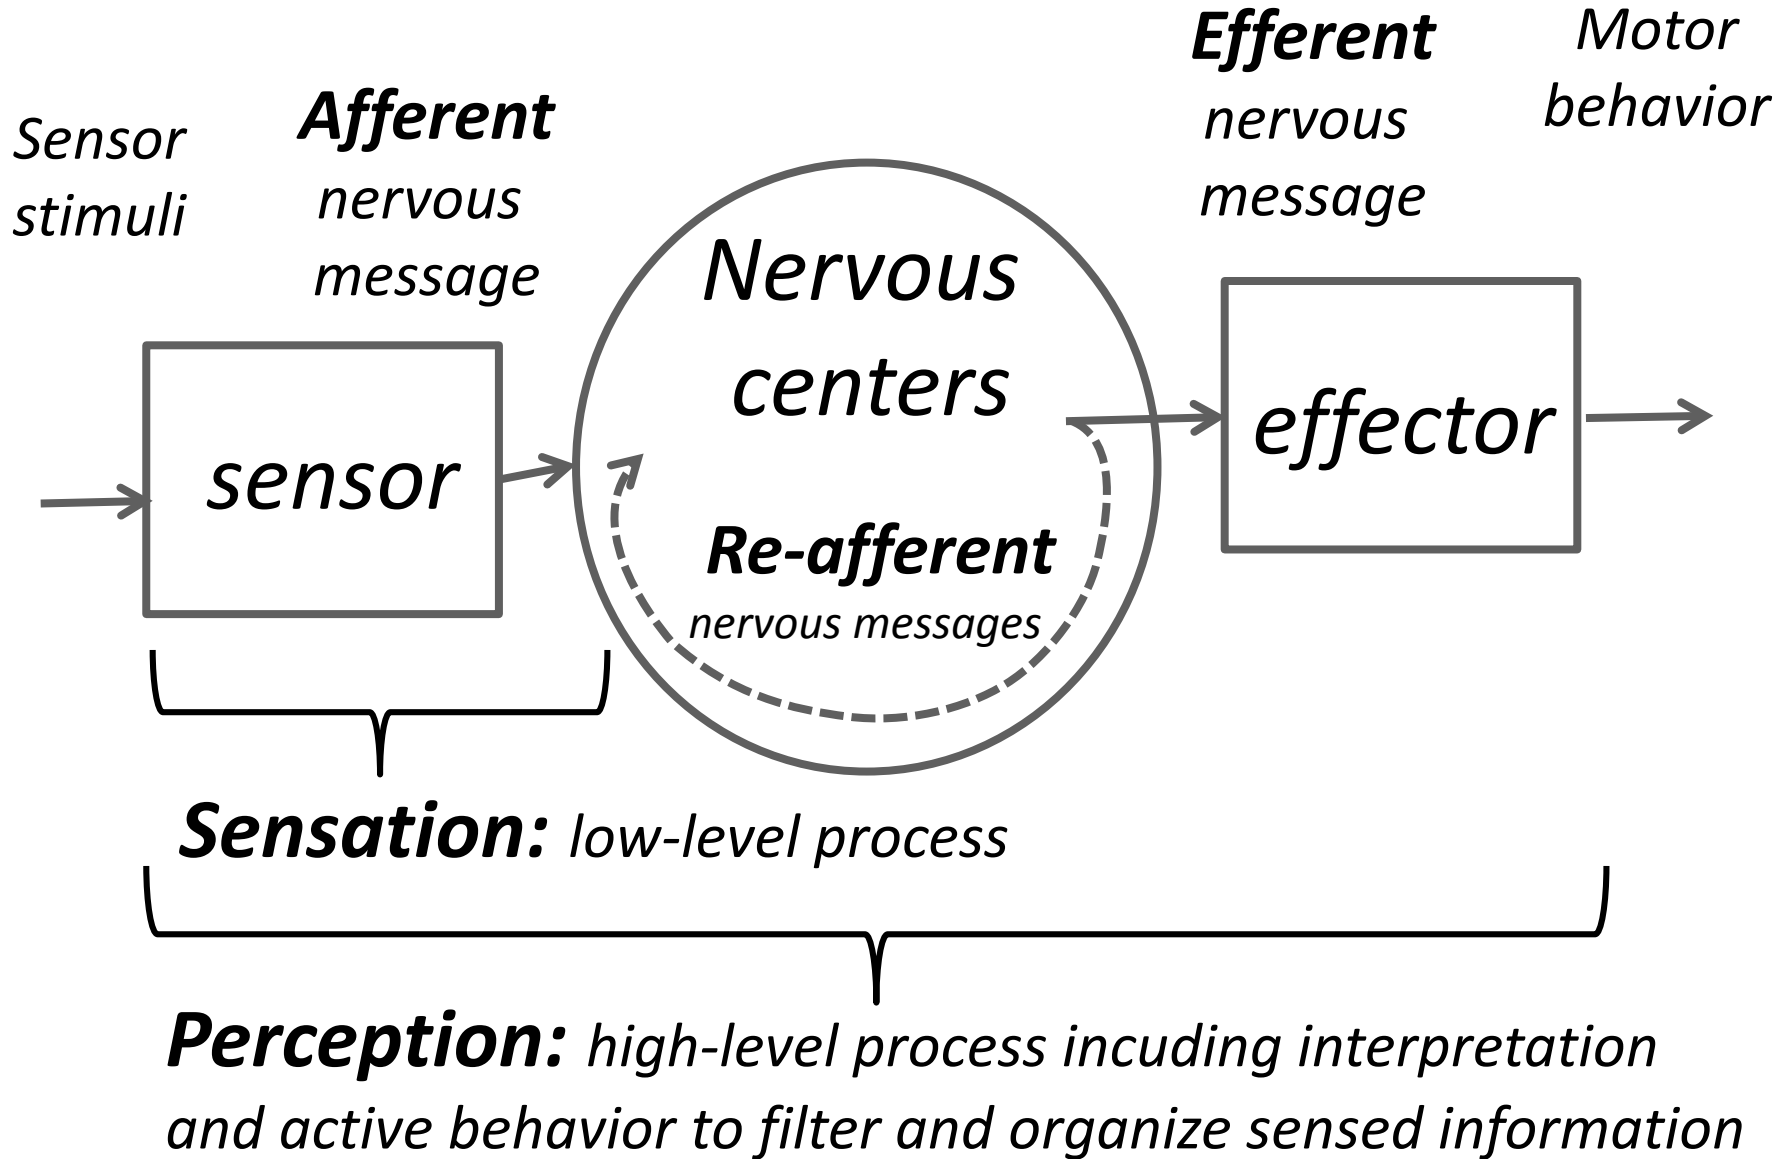 Sensor
stimuli
Afferent
nervous
message
Efferent
nervous
message
Motor
behavior
sensor
Nervous
centers
Re-afferent
nervous messages
effector
Sensation: low-level process
Perception: high-level process incuding interpretation
and active behavior to filter and organize sensed information